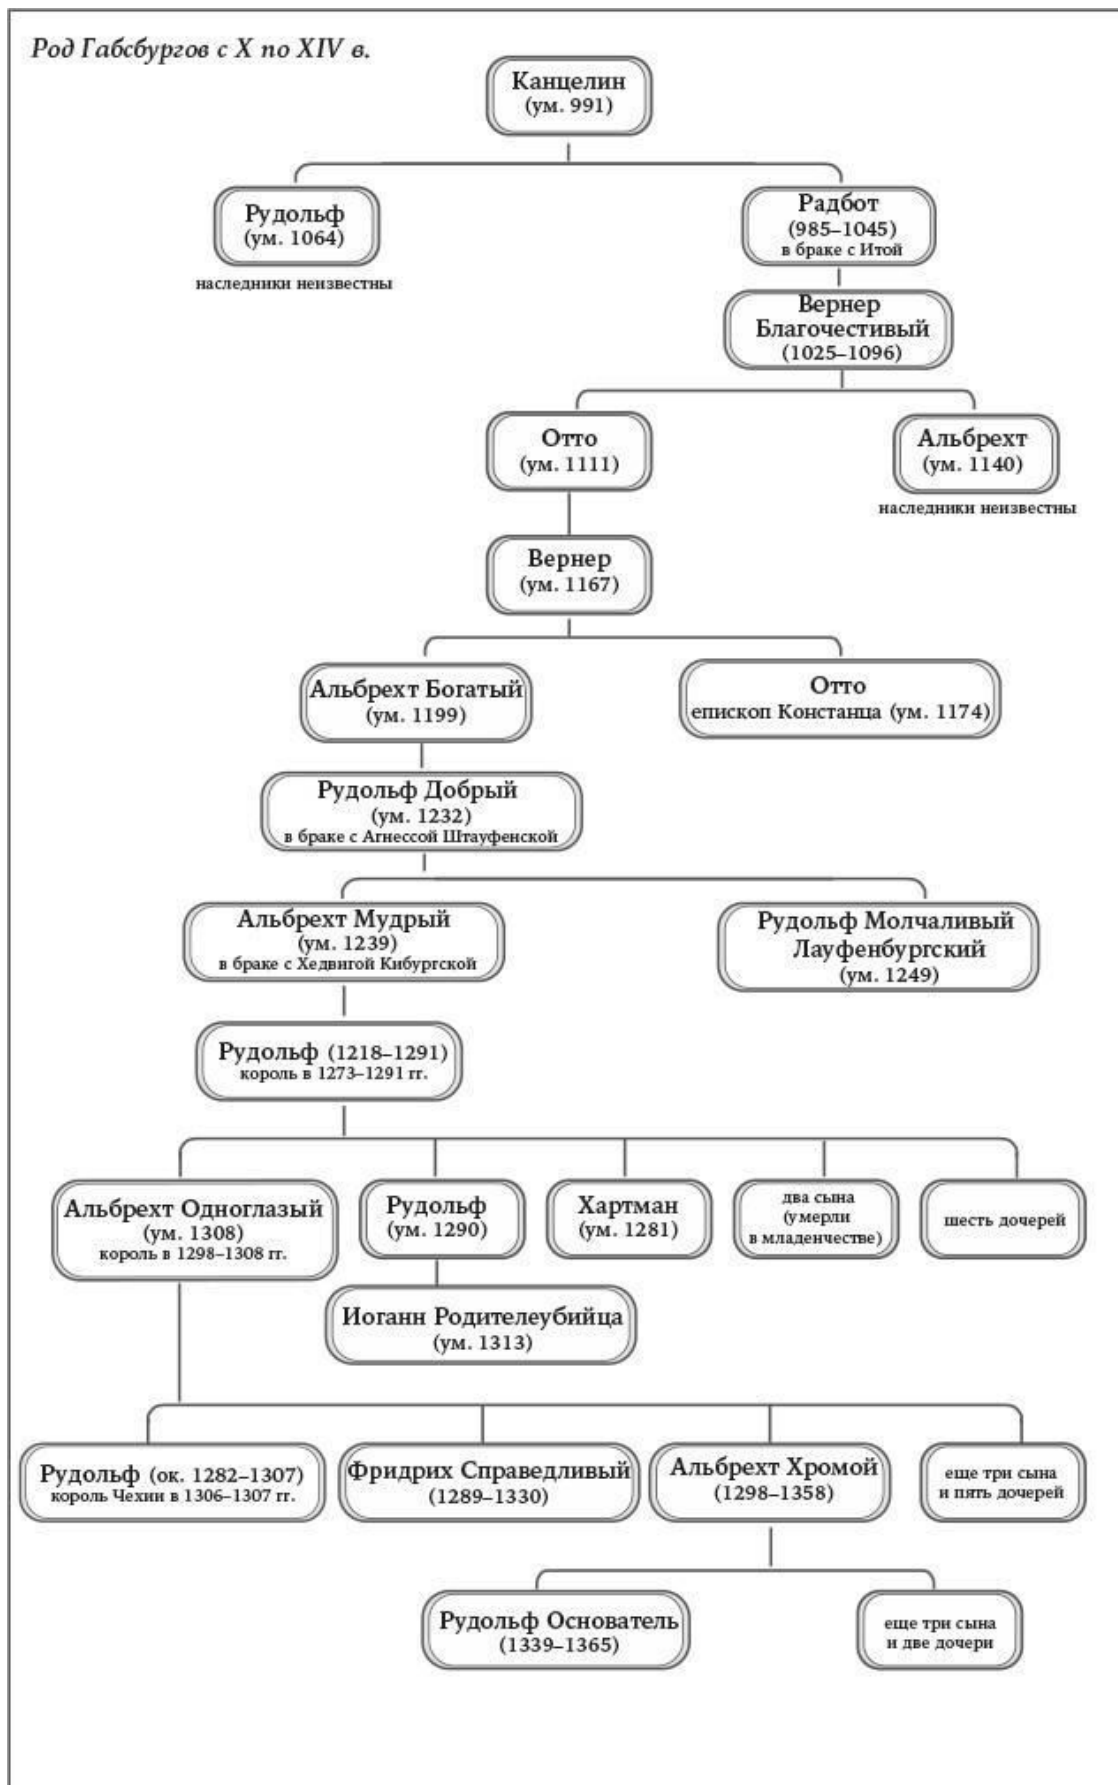 Род Габсбургов с X по XIV в.
Канцелин
(ум. 991)
Рудольф
(ум. 1064)
наследники неизвестны
Радбот
(985–1045)
в браке с Итой
Вернер
Благочестивый
(1025–1096)
Отто
(ум. 1111)
Альбрехт
(ум. 1140)
наследники неизвестны
Вернер
(ум. 1167)
Альбрехт Богатый
(ум. 1199)
Отто
епископ Констанца (ум. 1174)
Рудольф Добрый
(ум. 1232)
в браке с Агнессой Штауфенской
Альбрехт Мудрый
(ум. 1239)
в браке с Хедвигой Кибургской
Рудольф Молчаливый
Лауфенбургский
(ум. 1249)
Рудольф (1218–1291)
король в 1273–1291 гг.
Альбрехт Одноглазый
(ум. 1308)
король в 1298–1308 гг.
Рудольф
(ум. 1290)
Хартман
(ум. 1281)
два сына
(умерли
в младенчестве)
шесть дочерей
Иоганн Родителеубийца
(ум. 1313)
Рудольф (ок. 1282–1307)
король Чехии в 1306–1307 гг.
Фридрих Справедливый
(1289–1330)
Альбрехт Хромой
(1298–1358)
еще три сына
и пять дочерей
Рудольф Основатель
(1339–1365)
еще три сына
и две дочери